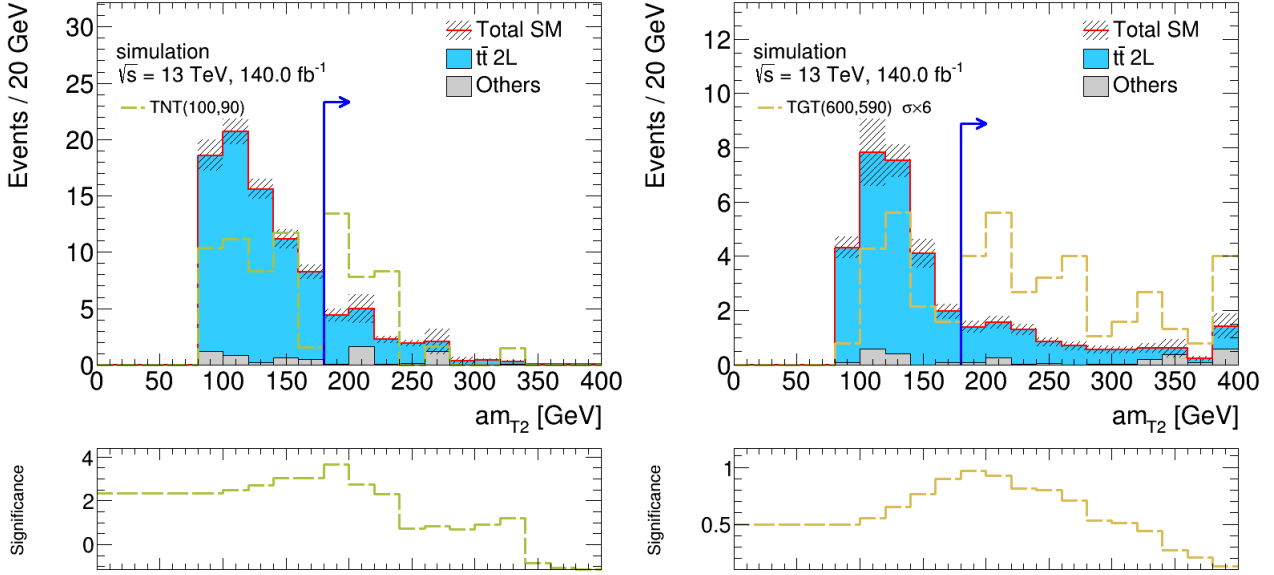 Events / 20 GeV
30
25
20
15
10
5
0
simulation
√s = 13 TeV, 140.0 fb⁻¹
TNT(100,90)
Total SM
tt̄ 2L
Others
0 50 100 150 200 250 300 350 400
am_T2 [GeV]
Significance
4
2
0
Events / 20 GeV
12
10
8
6
4
2
0
simulation
√s = 13 TeV, 140.0 fb⁻¹
TGT(600,590) σ×6
Total SM
tt̄ 2L
Others
0 50 100 150 200 250 300 350 400
am_T2 [GeV]
Significance
1
0.5